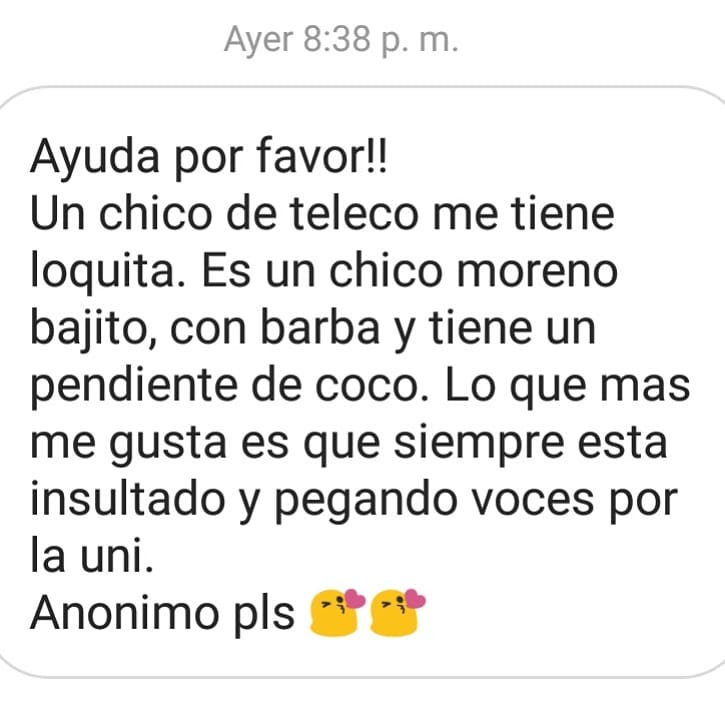 Ayer 8:38 p. m.
Ayuda por favor!!
Un chico de teleco me tiene
loquita. Es un chico moreno
bajito, con barba y tiene un
pendiente de coco. Lo que mas
me gusta es que siempre esta
insultado y pegando voces por
la uni.
Anonimo pls 😘😘